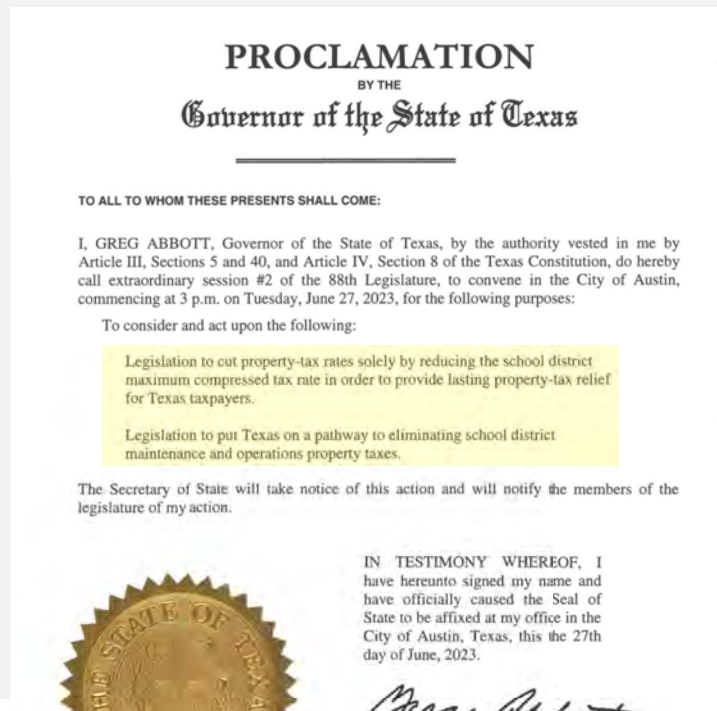 PROCLAMATION
BY THE
Governor of the State of Texas
TO ALL TO WHOM THESE PRESENTS SHALL COME:
I, GREG ABBOTT, Governor of the State of Texas, by the authority vested in me by
Article III, Sections 5 and 40, and Article IV, Section 8 of the Texas Constitution, do hereby
call extraordinary session #2 of the 88th Legislature, to convene in the City of Austin,
commencing at 3 p.m. on Tuesday, June 27, 2023, for the following purposes:
To consider and act upon the following:
Legislation to cut property-tax rates solely by reducing the school district
maximum compressed tax rate in order to provide lasting property-tax relief
for Texas taxpayers.
Legislation to put Texas on a pathway to eliminating school district
maintenance and operations property taxes.
The Secretary of State will take notice of this action and will notify the members of the
legislature of my action.
IN TESTIMONY WHEREOF, I
have hereunto signed my name and
have officially caused the Seal of
State to be affixed at my office in the
City of Austin, Texas, this the 27th
day of June, 2023.
THE STATE OF TEXA